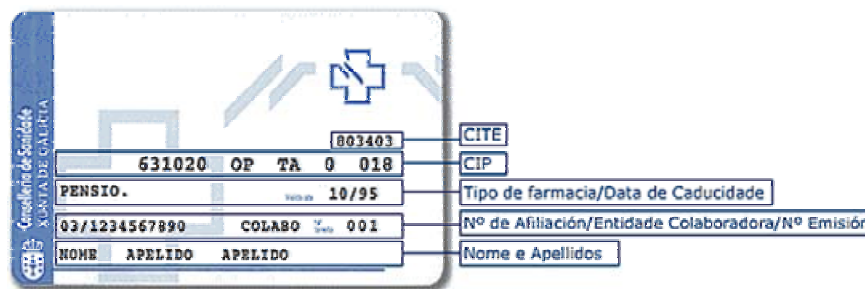 Consellería de Sanidade
XUNTA DE GALICIA
803403
CITE
631020 OP TA 0 018
CIP
PENSIO. 10/95
Tipo de farmacia/Data de Caducidade
03/1234567890 COLABO 001
Nº de Afiliación/Entidade Colaboradora/Nº Emisión
NOME APELIDO APELIDO
Nome e Apellidos